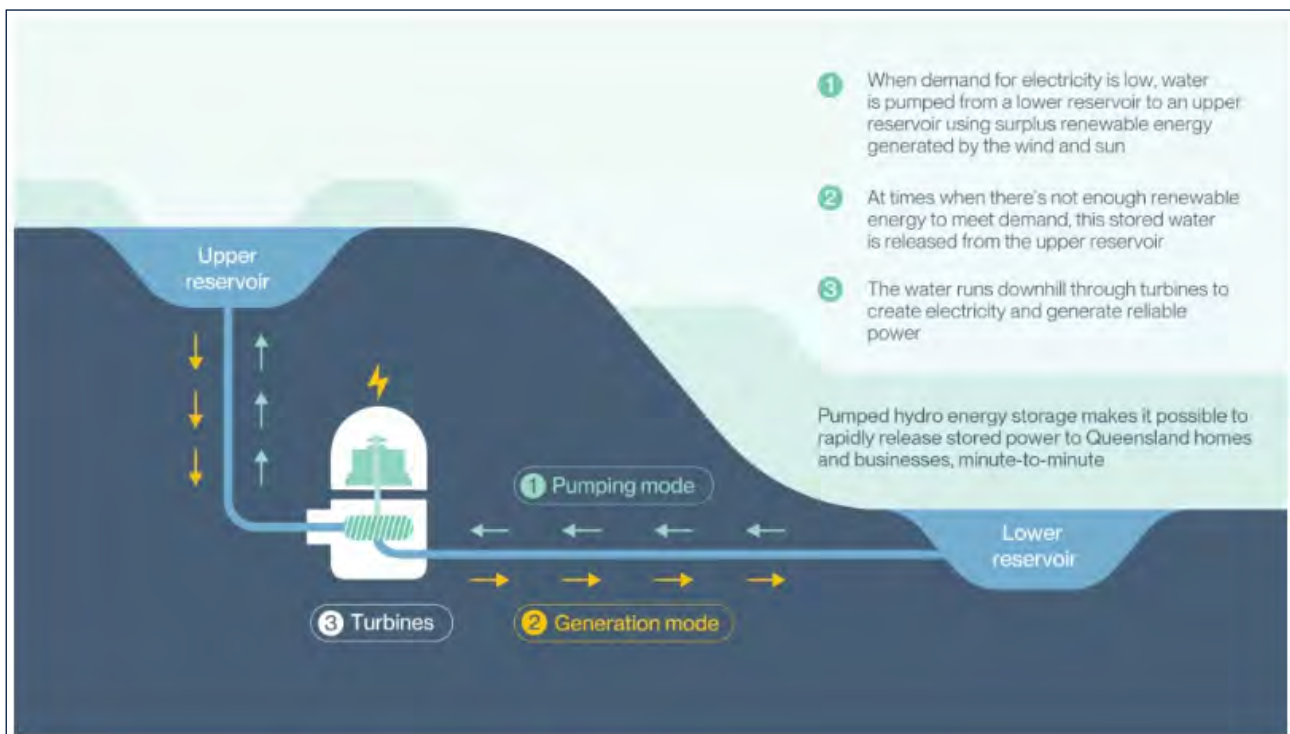 1 When demand for electricity is low, water
is pumped from a lower reservoir to an upper
reservoir using surplus renewable energy
generated by the wind and sun
2 At times when there's not enough renewable
energy to meet demand, this stored water
is released from the upper reservoir
3 The water runs downhill through turbines to
create electricity and generate reliable
power
Pumped hydro energy storage makes it possible to
rapidly release stored power to Queensland homes
and businesses, minute-to-minute
Upper
reservoir
1 Pumping mode
Lower
reservoir
3 Turbines
2 Generation mode